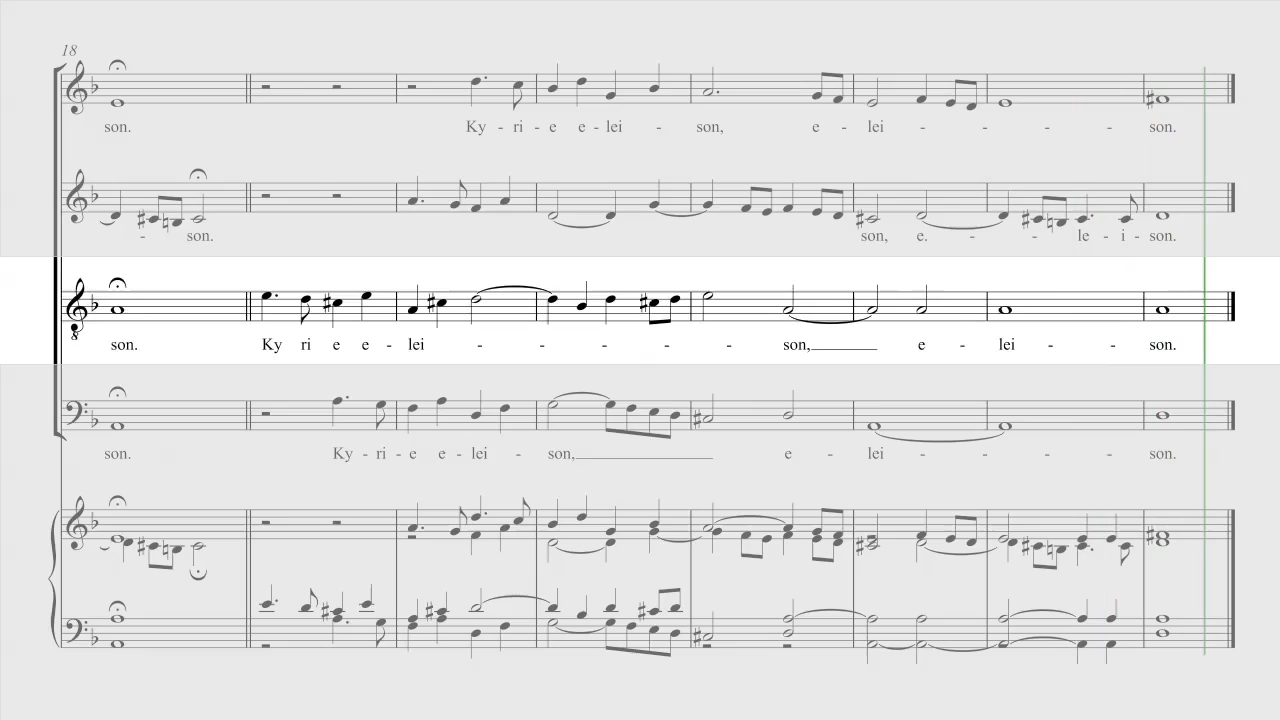 18
son.
Ky - ri - e e - lei - son, e - lei - - - - son.
- son. son, e. - - le - i - son.
son. Ky ri e e - lei - - - - - son, e - lei - - son.
son. Ky - ri - e e - lei - son, e - lei - - - - son.